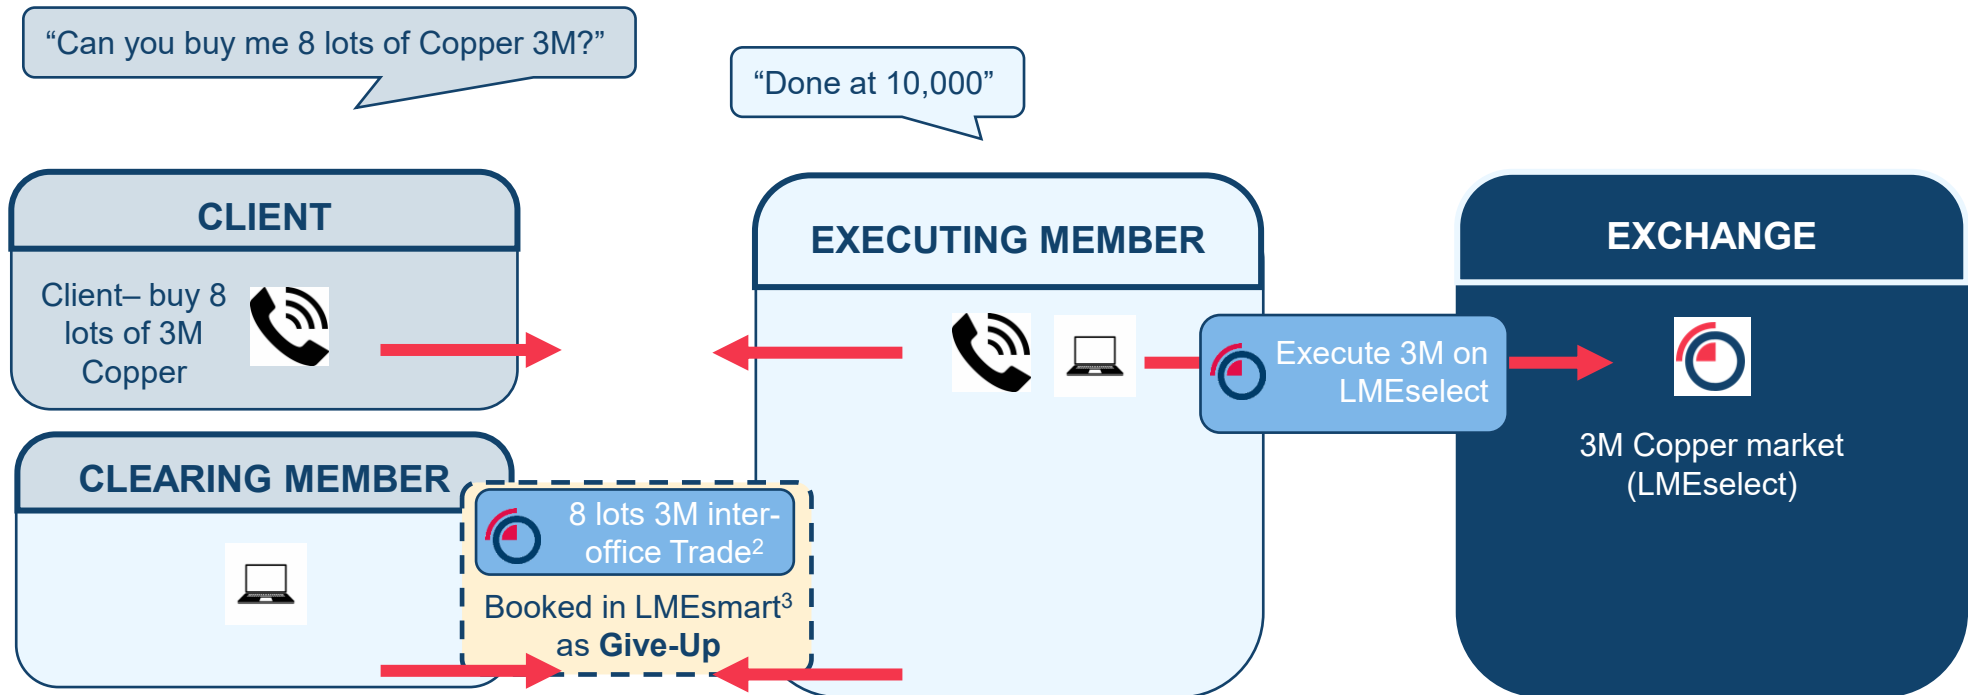 “Can you buy me 8 lots of Copper 3M?”
“Done at 10,000”
CLIENT
Client– buy 8
lots of 3M
Copper
EXECUTING MEMBER
Execute 3M on
LMEselect
EXCHANGE
3M Copper market
(LMEselect)
CLEARING MEMBER
8 lots 3M inter-
office Trade²
Booked in LMEsmart³
as Give-Up